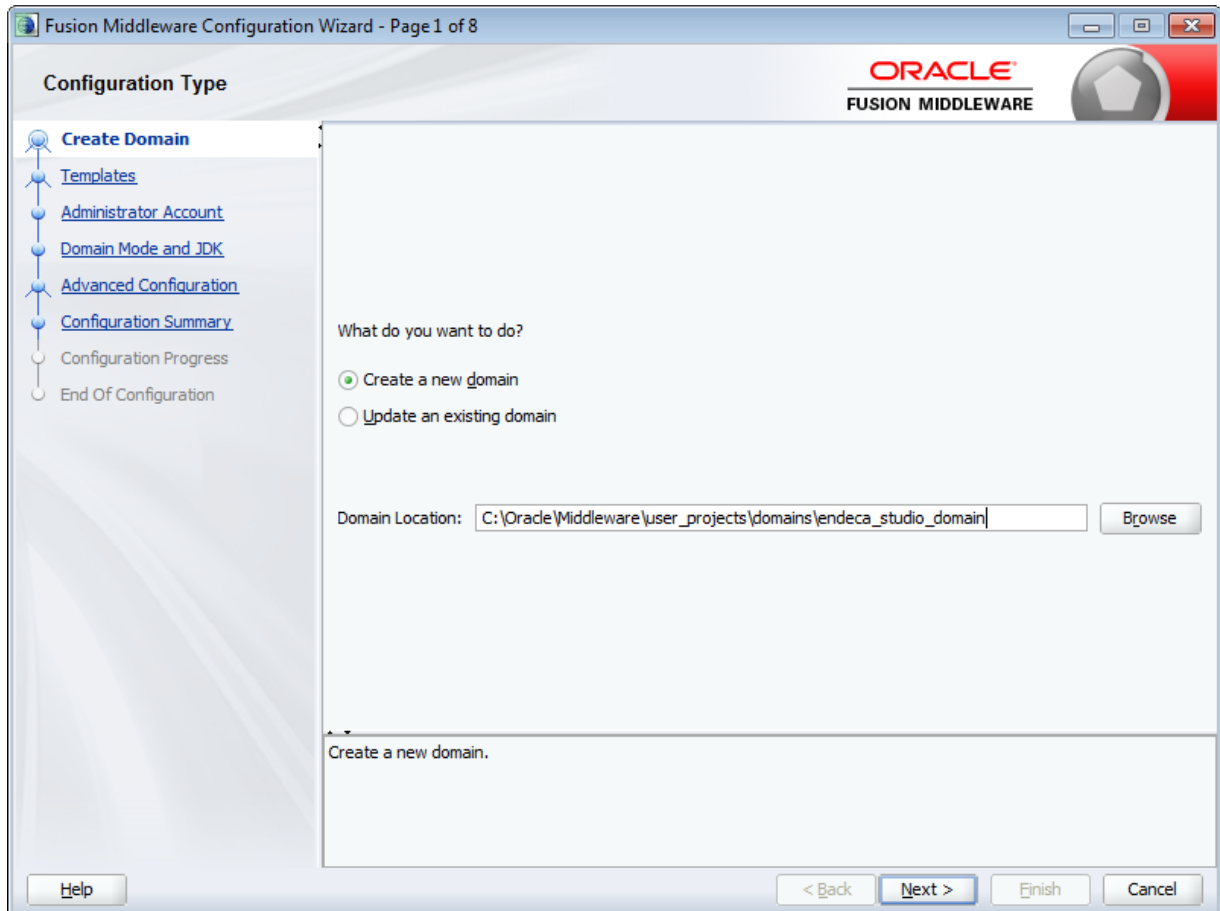 Fusion Middleware Configuration Wizard - Page 1 of 8
Configuration Type
ORACLE
FUSION MIDDLEWARE
Create Domain
Templates
Administrator Account
Domain Mode and JDK
Advanced Configuration
Configuration Summary
Configuration Progress
End Of Configuration
What do you want to do?
Create a new domain
Update an existing domain
Domain Location: C:\Oracle\Middleware\user_projects\domains\endeca_studio_domain Browse
Create a new domain.
Help < Back Next > Finish Cancel